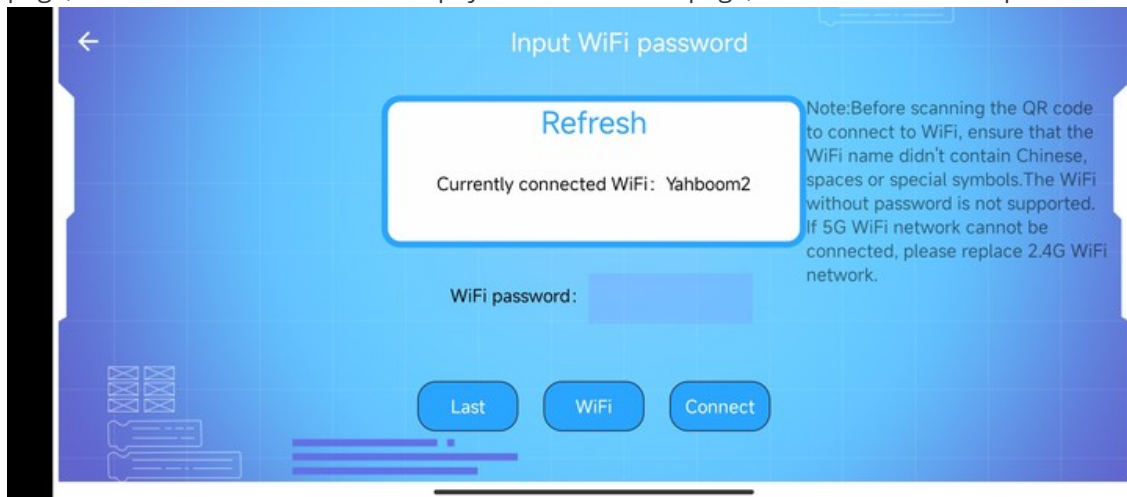 Input WiFi password
Refresh
Currently connected WiFi: Yahboom2
Note:Before scanning the QR code
to connect to WiFi, ensure that the
WiFi name didn't contain Chinese,
spaces or special symbols.The WiFi
without password is not supported.
If 5G WiFi network cannot be
connected, please replace 2.4G WiFi
network.
WiFi password:
Last
WiFi
Connect